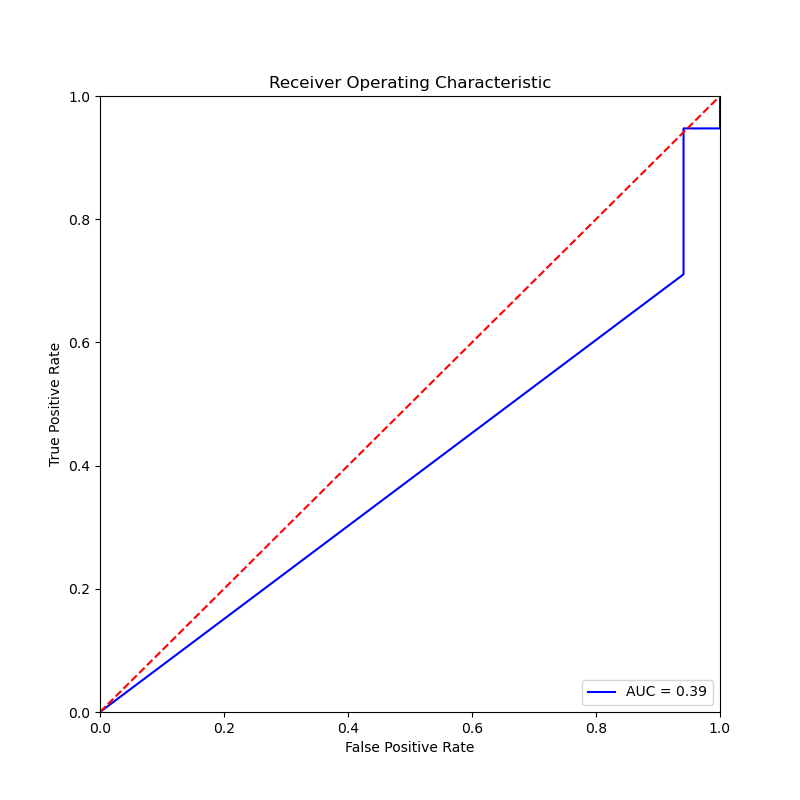 Receiver Operating Characteristic
True Positive Rate
1.0
0.8
0.6
0.4
0.2
0.0
AUC = 0.39
0.0 0.2 0.4 0.6 0.8 1.0
False Positive Rate